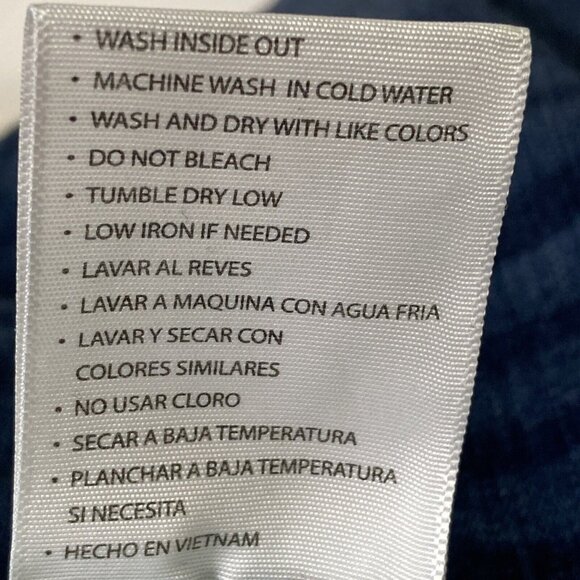 • WASH INSIDE OUT
• MACHINE WASH IN COLD WATER
• WASH AND DRY WITH LIKE COLORS
• DO NOT BLEACH
• TUMBLE DRY LOW
• LOW IRON IF NEEDED
• LAVAR AL REVES
• LAVAR A MAQUINA CON AGUA FRIA
• LAVAR Y SECAR CON
COLORES SIMILARES
• NO USAR CLORO
• SECAR A BAJA TEMPERATURA
• PLANCHAR A BAJA TEMPERATURA
SI NECESITA
• HECHO EN VIETNAM